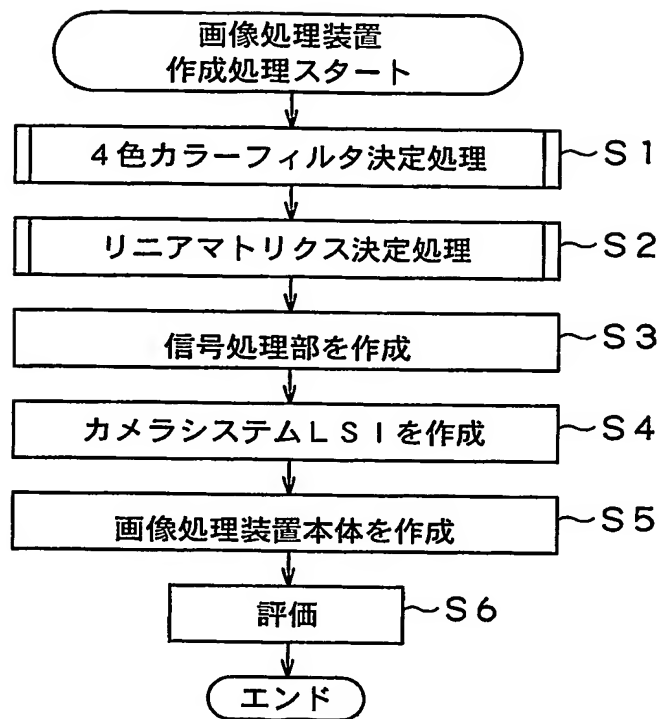 画像処理装置
作成処理スタート
4色カラーフィルタ決定処理 ~S1
リニアマトリクス決定処理 ~S2
信号処理部を作成 ~S3
カメラシステムLSIを作成 ~S4
画像処理装置本体を作成 ~S5
評価 ~S6
エンド